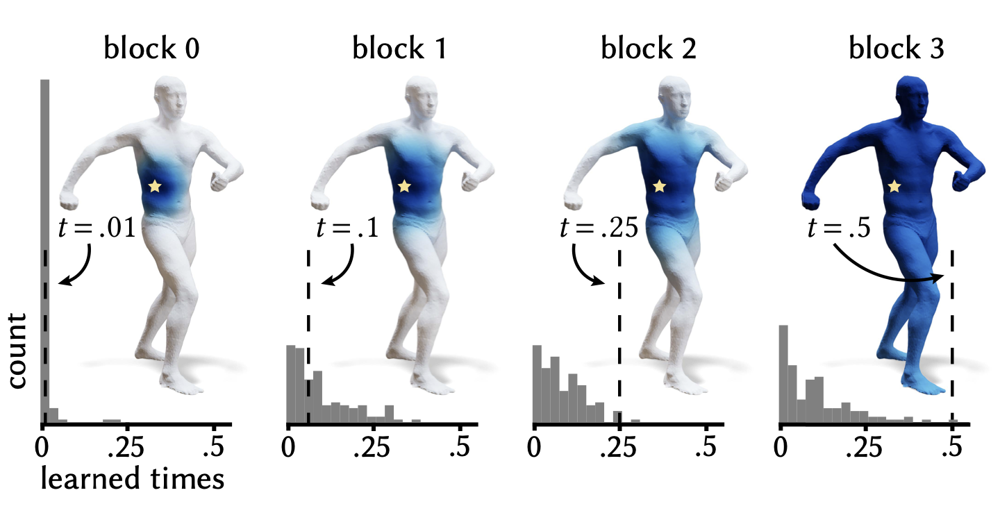 block 0
block 1
block 2
block 3
t = .01
t = .1
t = .25
t = .5
count
0 .25 .5
0 .25 .5
0 .25 .5
0 .25 .5
learned times